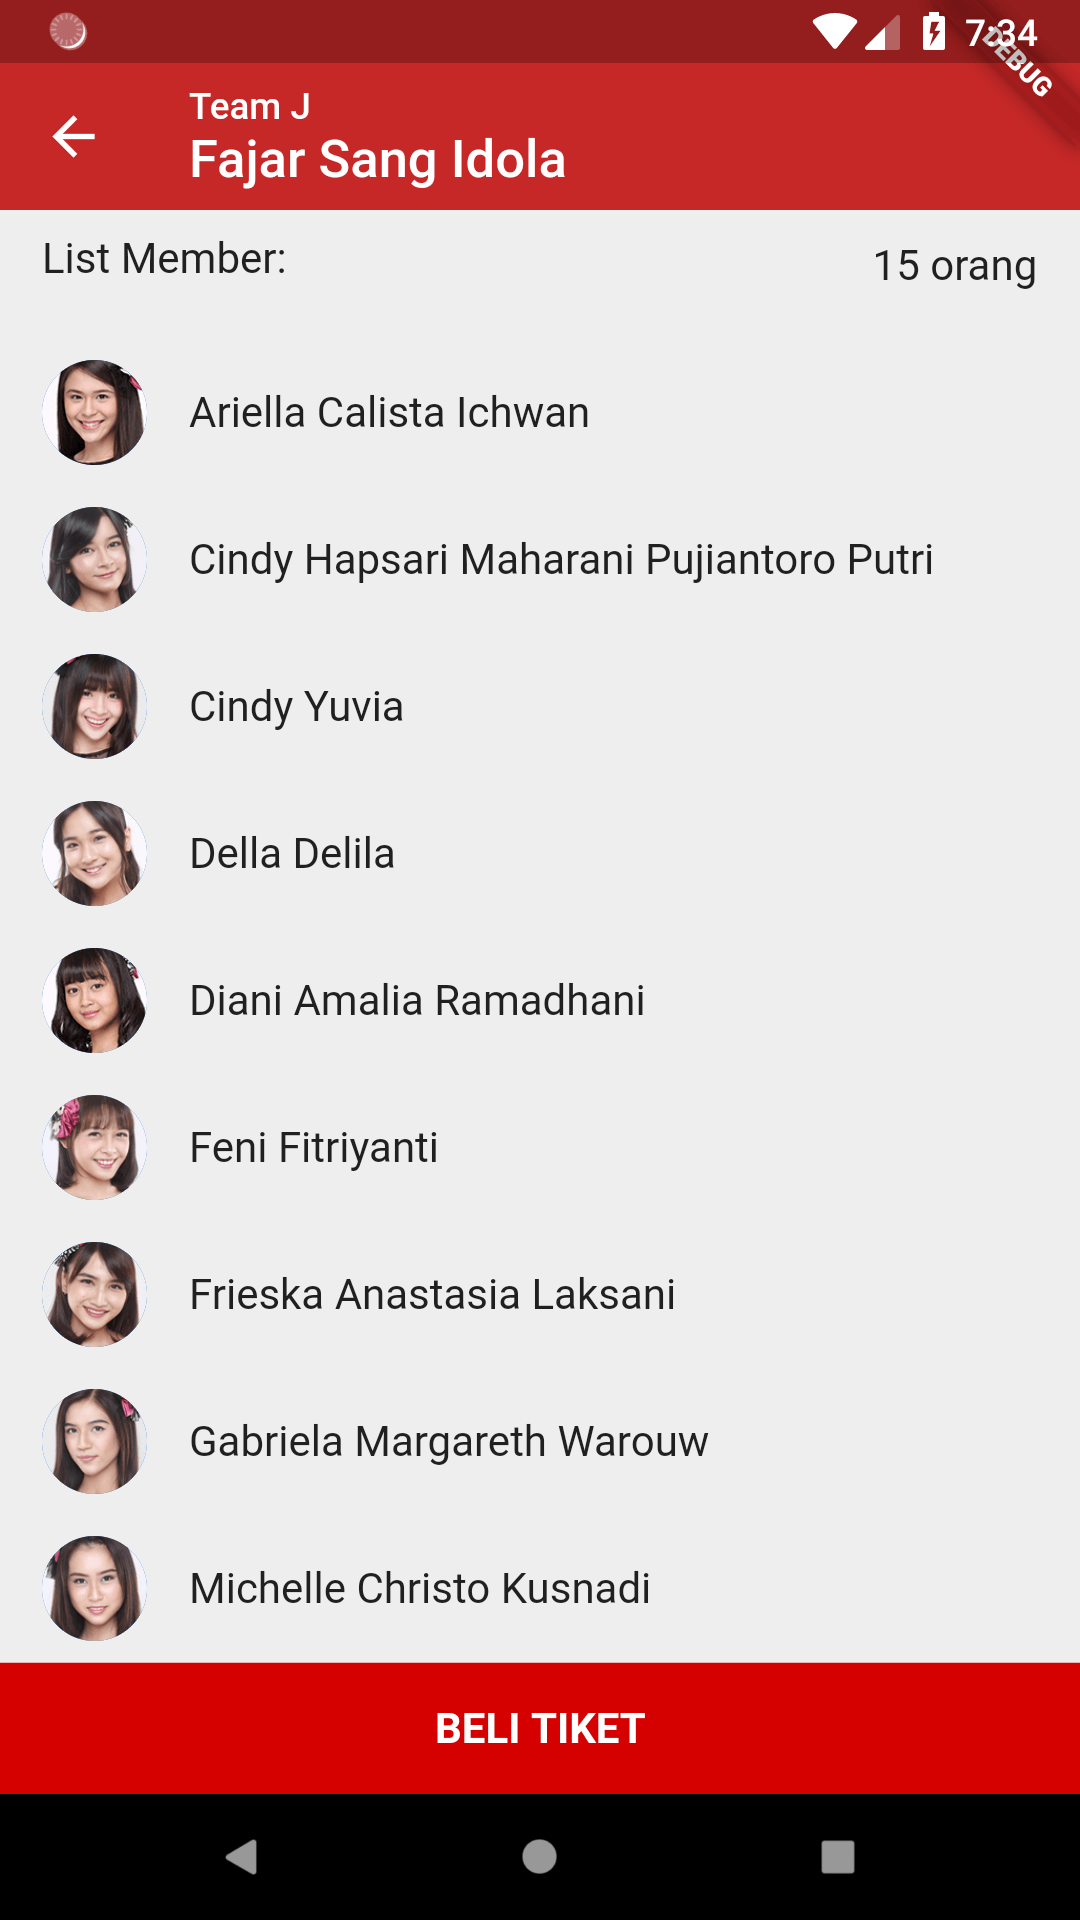 7:34
DEBUG
Team J
Fajar Sang Idola
List Member:
15 orang
Ariella Calista Ichwan
Cindy Hapsari Maharani Pujiantoro Putri
Cindy Yuvia
Della Delila
Diani Amalia Ramadhani
Feni Fitriyanti
Frieska Anastasia Laksani
Gabriela Margareth Warouw
Michelle Christo Kusnadi
BELI TIKET